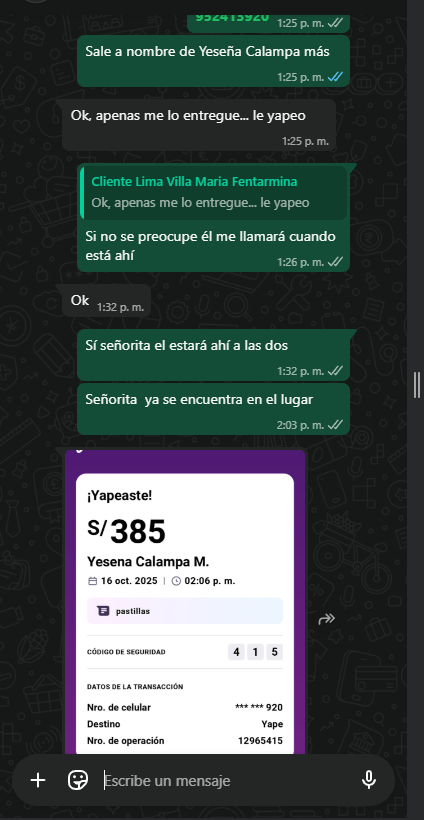 952413920
1:25 p. m.
Sale a nombre de Yeseña Calampa más
1:25 p. m.
Ok, apenas me lo entregue... le yapeo
1:25 p. m.
Cliente Lima Villa Maria Fentarmina
Ok, apenas me lo entregue... le yapeo
Si no se preocupe él me llamará cuando
está ahí
1:26 p. m.
Ok
1:32 p. m.
Sí señorita el estará ahí a las dos
1:32 p. m.
Señorita ya se encuentra en el lugar
2:03 p. m.
¡Yapeaste!
S/385
Yesena Calampa M.
16 oct. 2025 | 02:06 p. m.
pastillas
CÓDIGO DE SEGURIDAD 4 1 5
DATOS DE LA TRANSACCIÓN
Nro. de celular *** *** 920
Destino Yape
Nro. de operación 12965415
Escribe un mensaje